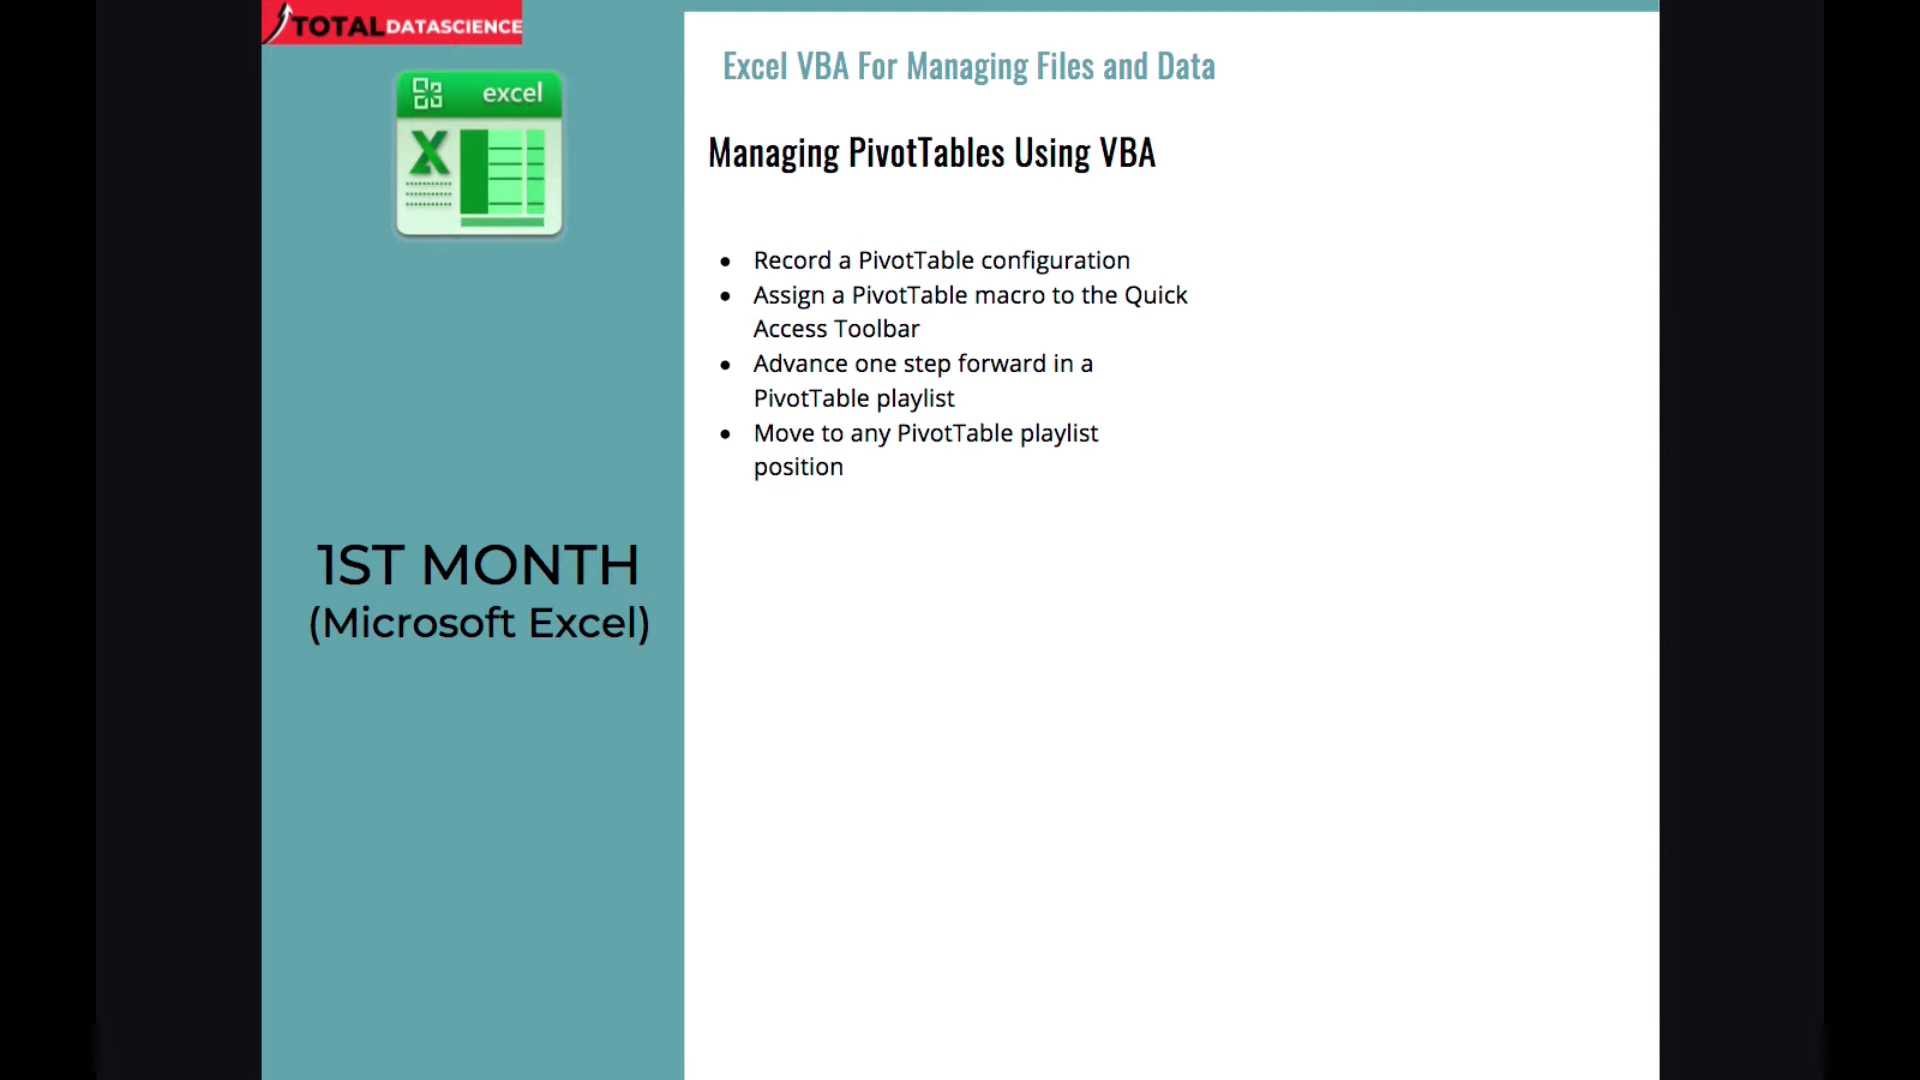 TOTAL DATASCIENCE
excel
X
1ST MONTH
(Microsoft Excel)
Excel VBA For Managing Files and Data
Managing PivotTables Using VBA
• Record a PivotTable configuration
• Assign a PivotTable macro to the Quick
Access Toolbar
• Advance one step forward in a
PivotTable playlist
• Move to any PivotTable playlist
position